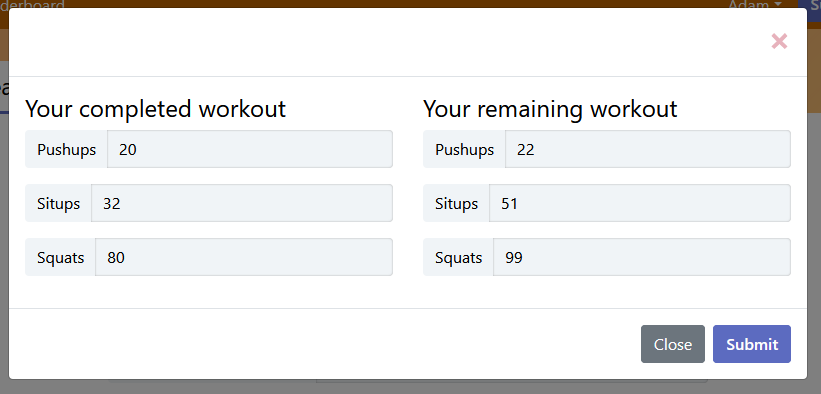 derboard Adam
×
Your completed workout
Pushups 20
Situps 32
Squats 80
Your remaining workout
Pushups 22
Situps 51
Squats 99
Close Submit